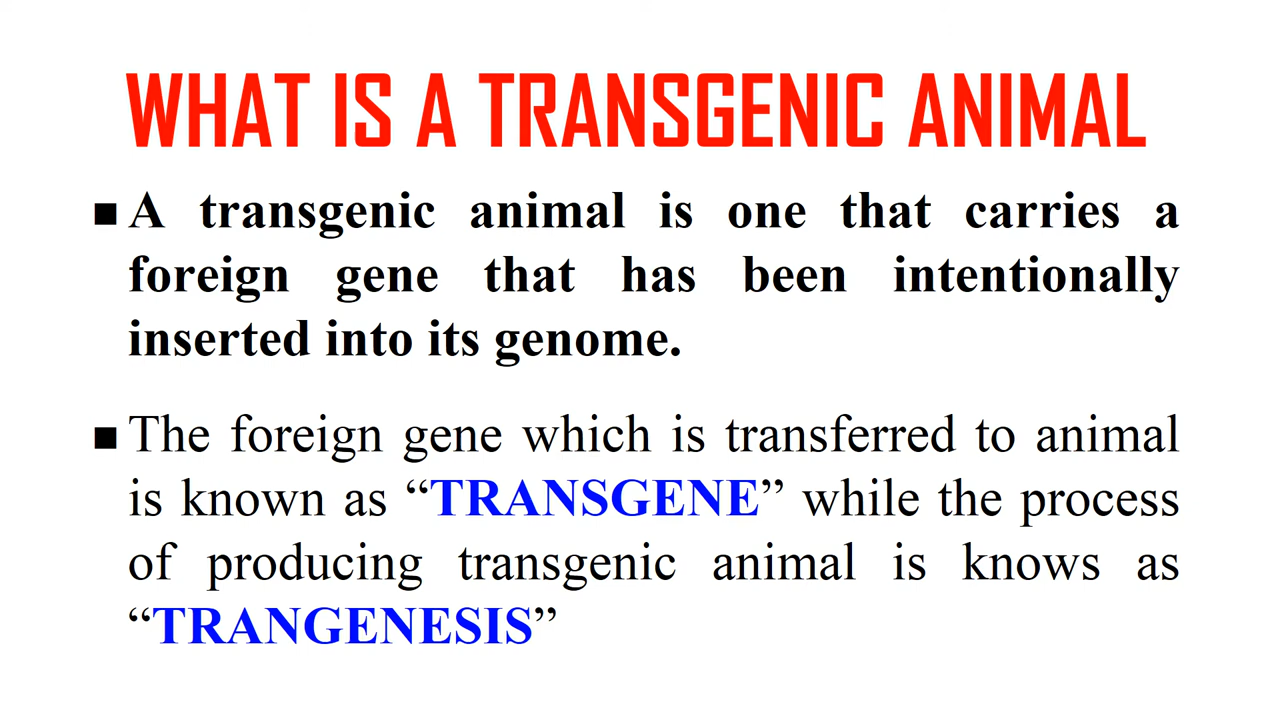 WHAT IS A TRANSGENIC ANIMAL
■ A transgenic animal is one that carries a
foreign gene that has been intentionally
inserted into its genome.
■ The foreign gene which is transferred to animal
is known as “TRANSGENE” while the process
of producing transgenic animal is knows as
“TRANGENESIS”